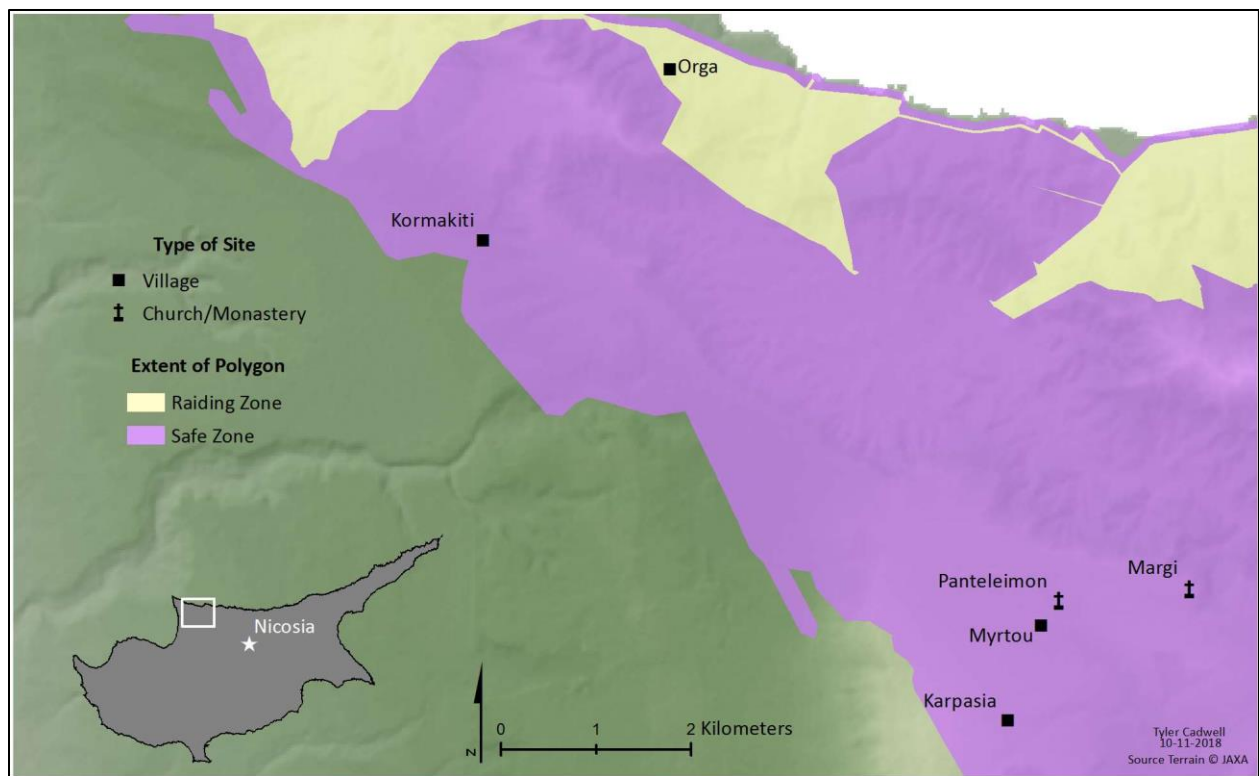 Orga
Kormakiti
Type of Site
Village
Church/Monastery
Extent of Polygon
Raiding Zone
Safe Zone
Panteleimon
Margi
Myrtou
Nicosia
Karpasia
N
0 1 2 Kilometers
Tyler Cadwell
10-11-2018
Source Terrain © JAXA